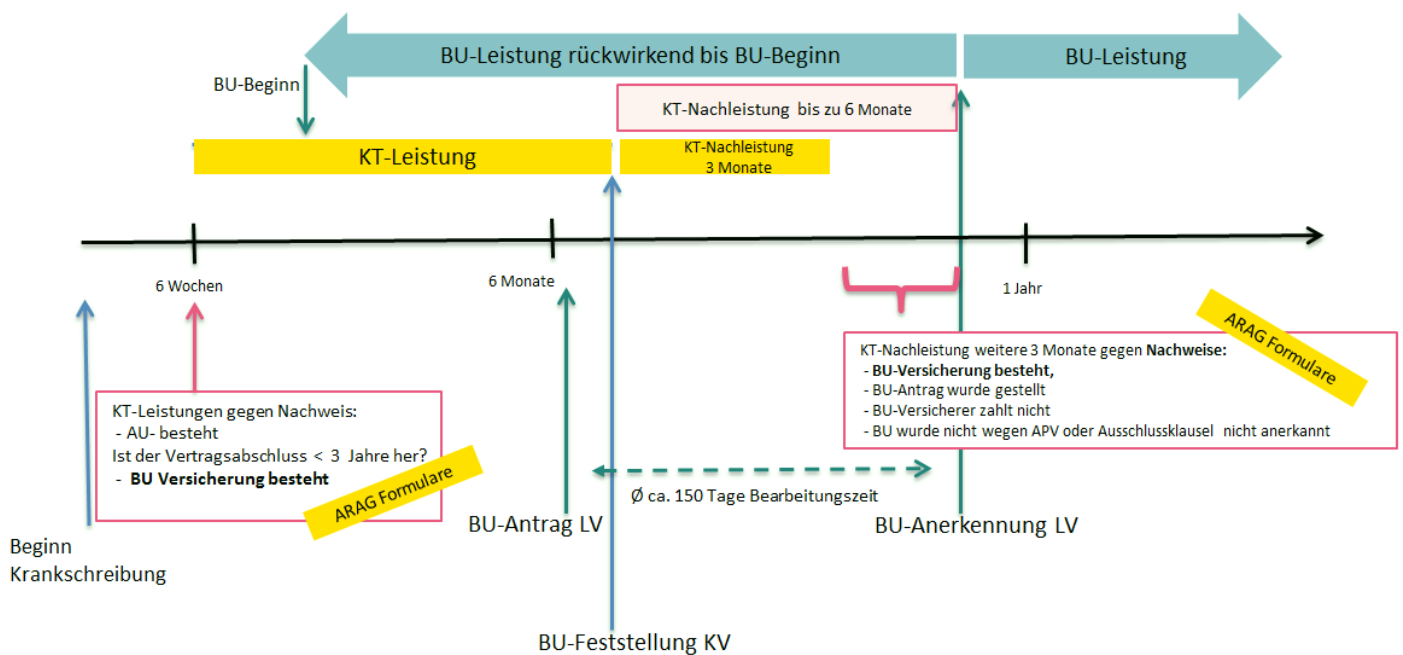 BU-Leistung rückwirkend bis BU-Beginn
BU-Leistung
BU-Beginn
KT-Nachleistung bis zu 6 Monate
KT-Leistung
KT-Nachleistung
3 Monate
6 Wochen
6 Monate
1 Jahr
ARAG Formulare
KT-Nachleistung weitere 3 Monate gegen Nachweise:
- BU-Versicherung besteht,
- BU-Antrag wurde gestellt
- BU-Versicherer zahlt nicht
- BU wurde nicht wegen APV oder Ausschlussklausel nicht anerkannt
KT-Leistungen gegen Nachweis:
- AU- besteht
Ist der Vertragsabschluss < 3 Jahre her?
- BU Versicherung besteht
ARAG Formulare
Ø ca. 150 Tage Bearbeitungszeit
BU-Antrag LV
BU-Anerkennung LV
Beginn
Krankschreibung
BU-Feststellung KV